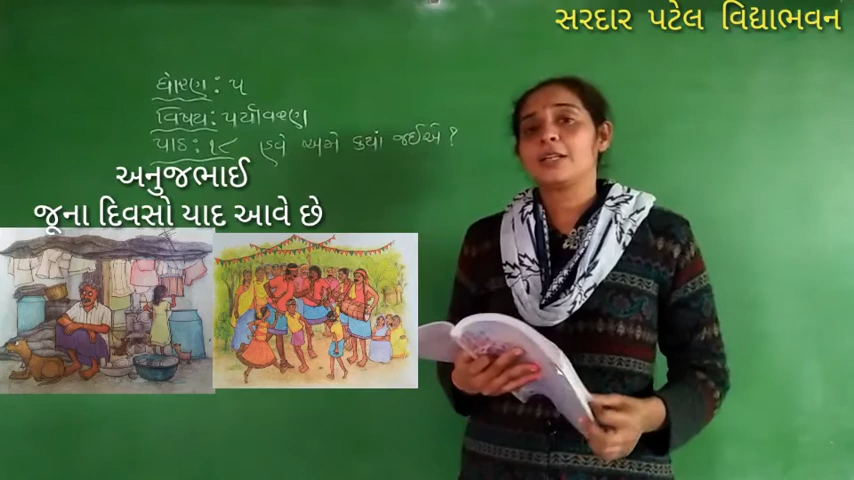 સરદાર પટેલ વિદ્યાભવન
ધોરણ : ૫
વિષય : પર્યાવરણ
પાઠ : ૧૮ હવે અમે ક્યાં જઈએ ?
અનુજભાઈ
જૂના દિવસો યાદ આવે છે